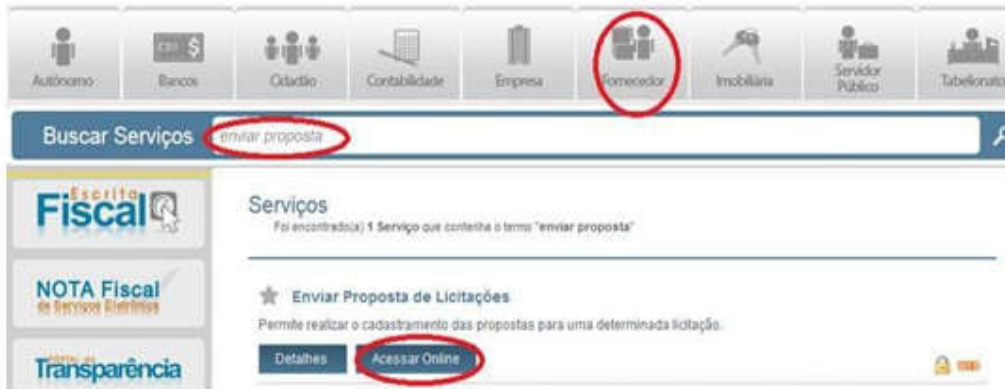 Autônomo
Bancos
Cidadão
Contabilidade
Empresa
Fornecedor
Imobiliária
Servidor
Público
Tabelionato
Buscar Serviços
enviar proposta
Escrita
Fiscal
Serviços
Foi encontrado(a) 1 Serviço que contenha o termo "enviar proposta"
NOTA Fiscal
de Serviços Eletrônica
Enviar Proposta de Licitações
Permite realizar o cadastramento das propostas para uma determinada licitação.
Detalhes
Acessar Online
PORTAL da
Transparência